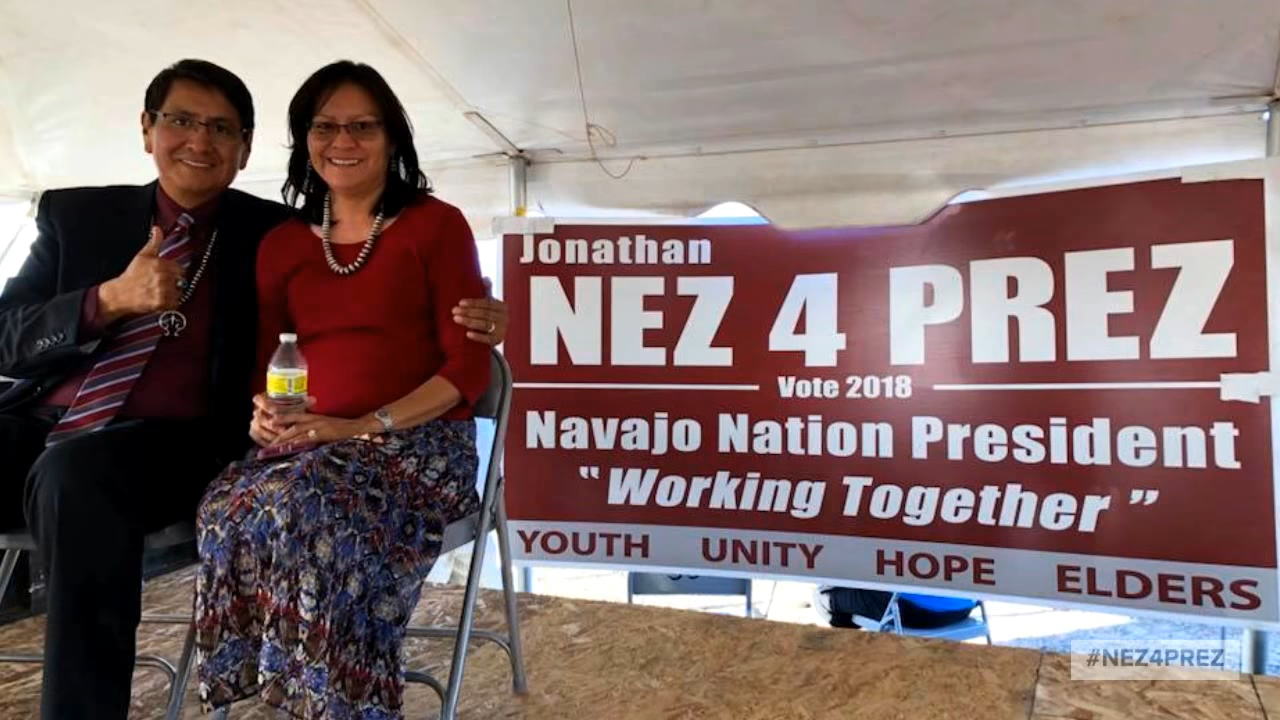 Jonathan
NEZ 4 PREZ
Vote 2018
Navajo Nation President
“Working Together”
YOUTH UNITY HOPE ELDERS
#NEZ4PREZ